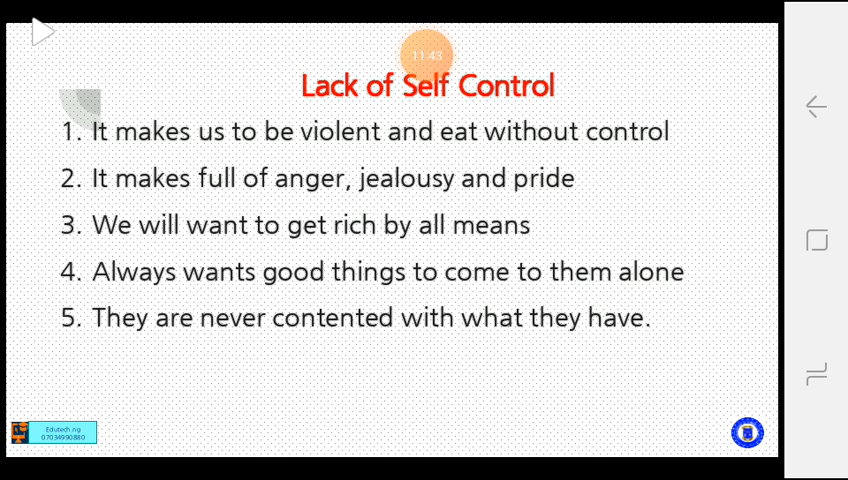 11:43
Lack of Self Control
1. It makes us to be violent and eat without control
2. It makes full of anger, jealousy and pride
3. We will want to get rich by all means
4. Always wants good things to come to them alone
5. They are never contented with what they have.
Edutech.ng
07034990880